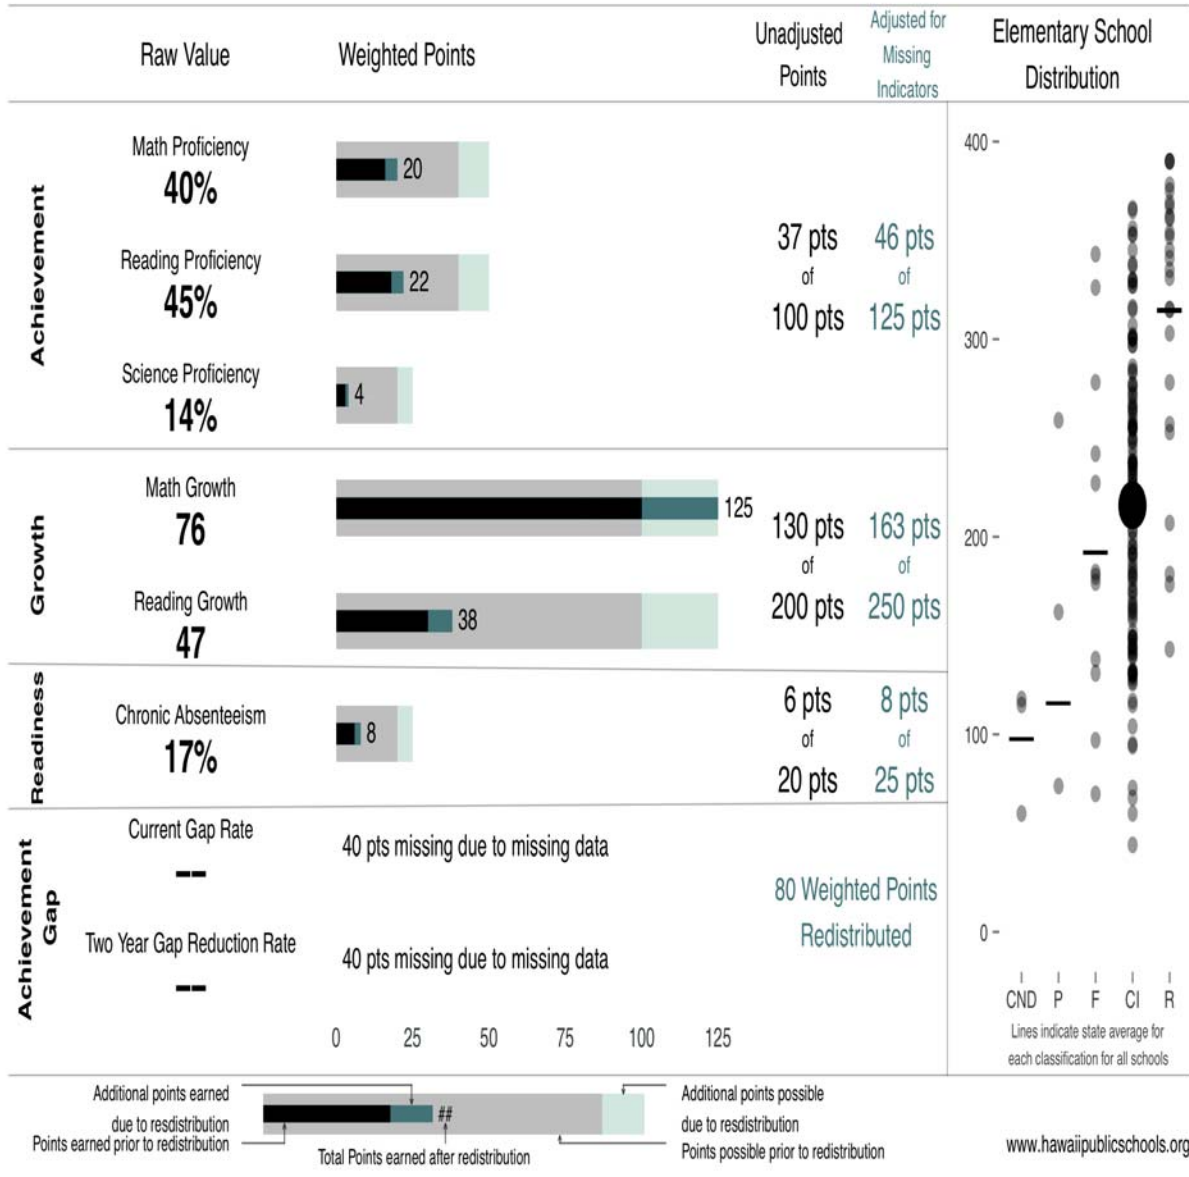 Raw Value
Weighted Points
Unadjusted
Points
Adjusted for
Missing
Indicators
Elementary School
Distribution
Achievement
Math Proficiency
40%
20
Reading Proficiency
45%
22
Science Proficiency
14%
4
37 pts
of
100 pts
46 pts
of
125 pts
Growth
Math Growth
76
125
Reading Growth
47
38
130 pts
of
200 pts
163 pts
of
250 pts
Readiness
Chronic Absenteeism
17%
8
6 pts
of
20 pts
8 pts
of
25 pts
Achievement
Gap
Current Gap Rate
--
40 pts missing due to missing data
Two Year Gap Reduction Rate
--
40 pts missing due to missing data
80 Weighted Points
Redistributed
0 25 50 75 100 125
400
300
200
100
0
CND P F CI R
Lines indicate state average for
each classification for all schools
Additional points earned
due to resdistribution
Points earned prior to redistribution
##
Total Points earned after redistribution
Additional points possible
due to resdistribution
Points possible prior to redistribution
www.hawaiipublicschools.org